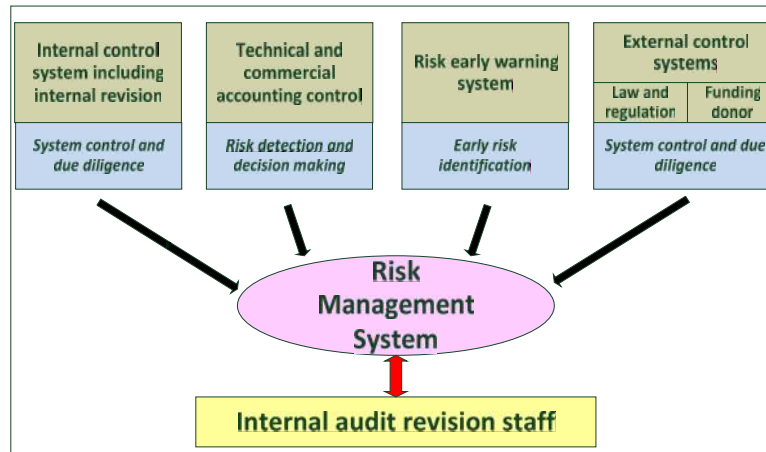 Internal control
system including
internal revision
System control and
due diligence
Technical and
commercial
accounting control
Risk detection and
decision making
Risk early warning
system
Early risk
identification
External control
systems
Law and
regulation
Funding
donor
System control and due
diligence
Risk
Management
System
Internal audit revision staff